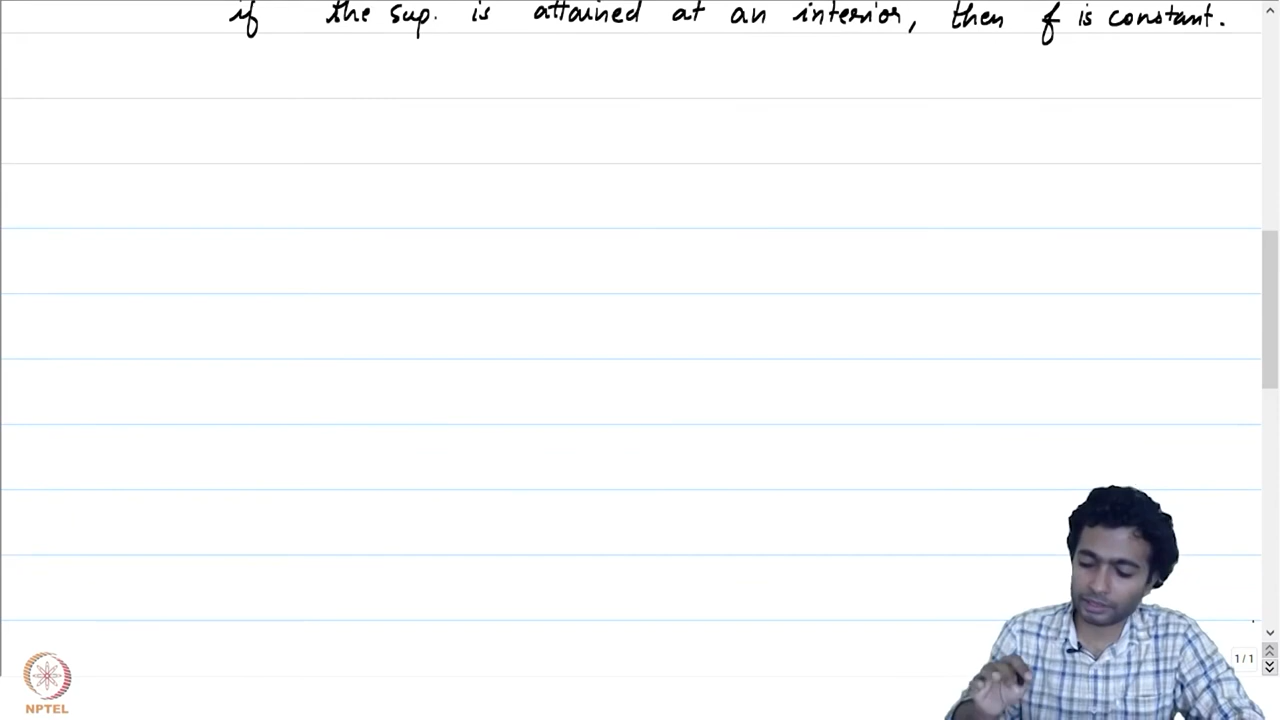 if the sup. is attained at an interior, then f is constant.
1/1
NPTEL